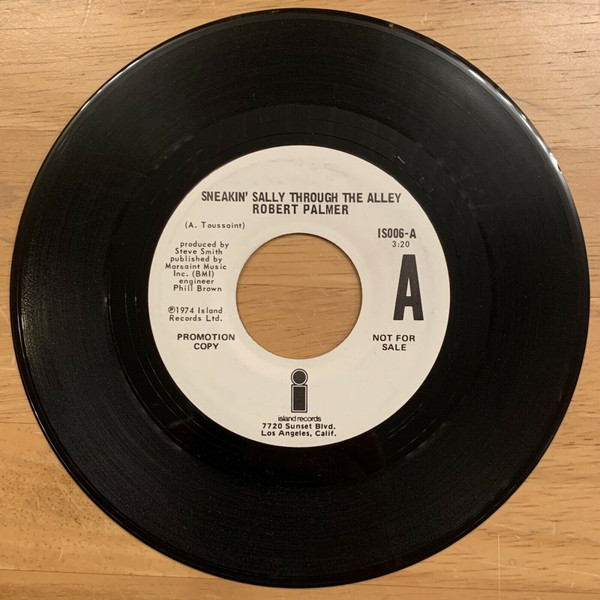 SNEAKIN' SALLY THROUGH THE ALLEY
ROBERT PALMER
(A. Toussaint)
produced by
Steve Smith
published by
Marsaint Music
Inc. (BMI)
engineer
Phill Brown
℗1974 Island
Records Ltd.
PROMOTION
COPY
IS006-A
3:20
A
NOT FOR
SALE
i
island records
7720 Sunset Blvd.
Los Angeles, Calif.